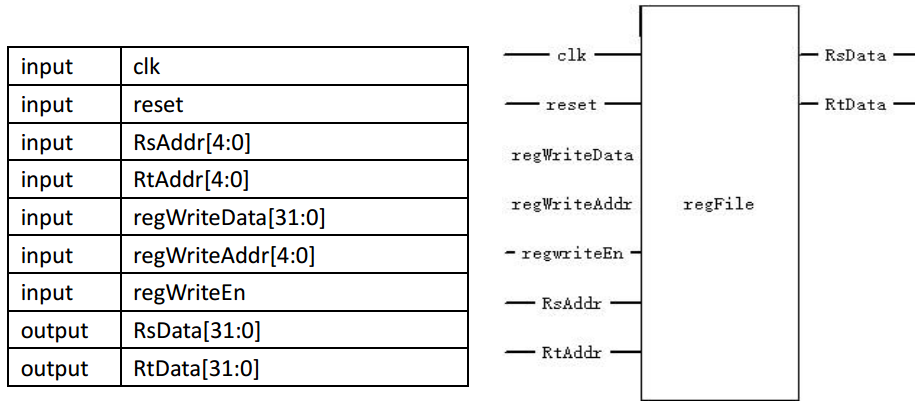 input clk
input reset
input RsAddr[4:0]
input RtAddr[4:0]
input regWriteData[31:0]
input regWriteAddr[4:0]
input regWriteEn
output RsData[31:0]
output RtData[31:0]
clk
reset
regWriteData
regWriteAddr
regwriteEn
RsAddr
RtAddr
regFile
RsData
RtData